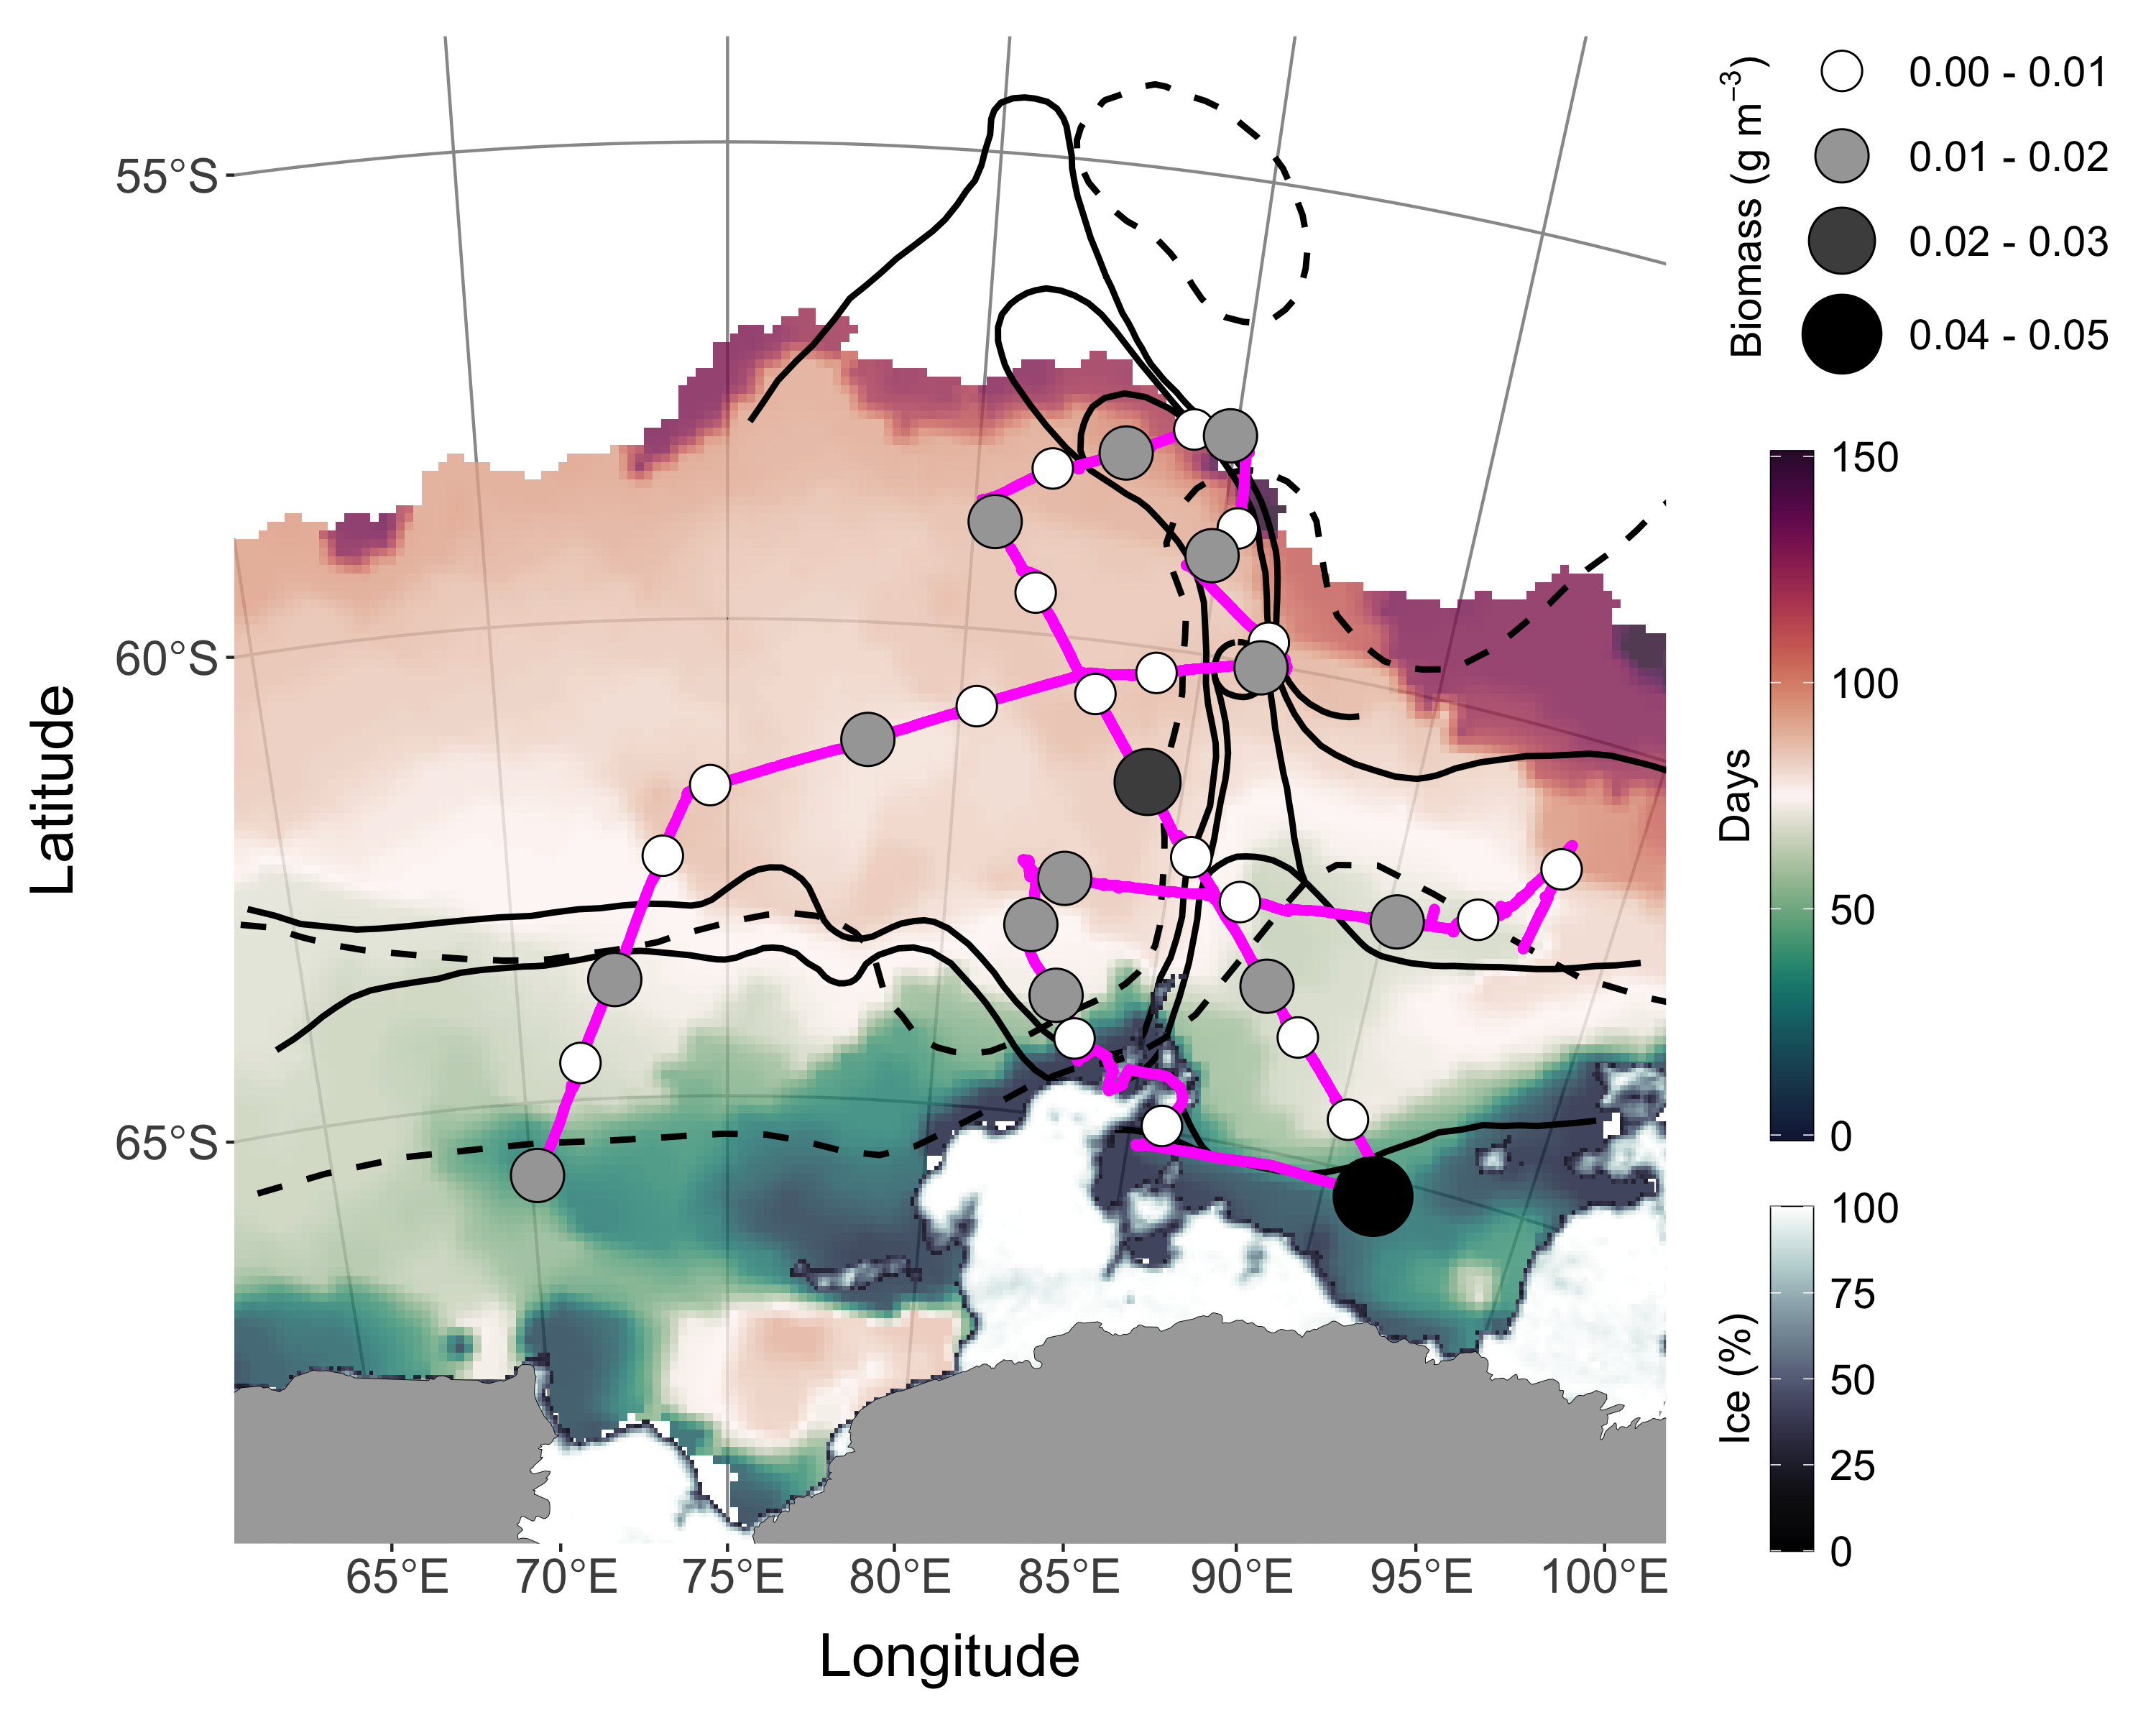 Biomass (g m⁻³)
0.00 - 0.01
0.01 - 0.02
0.02 - 0.03
0.04 - 0.05
Days
150
100
50
0
Ice (%)
100
75
50
25
0
Latitude
55°S
60°S
65°S
65°E 70°E 75°E 80°E 85°E 90°E 95°E 100°E
Longitude